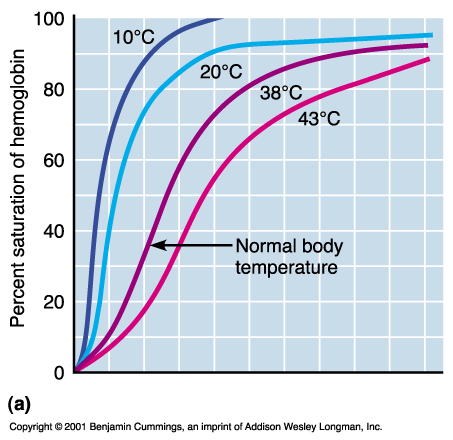 100
80
60
40
20
0
Percent saturation of hemoglobin
10°C
20°C
38°C
43°C
Normal body
temperature
(a)
Copyright © 2001 Benjamin Cummings, an imprint of Addison Wesley Longman, Inc.